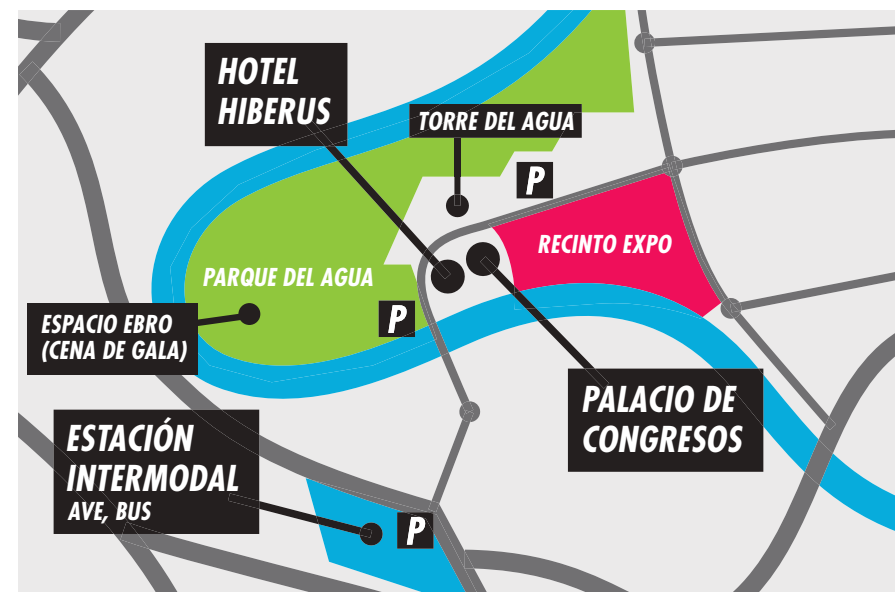 HOTEL
HIBERUS
TORRE DEL AGUA
P
RECINTO EXPO
PARQUE DEL AGUA
P
ESPACIO EBRO
(CENA DE GALA)
PALACIO DE
CONGRESOS
ESTACIÓN
INTERMODAL
AVE, BUS
P